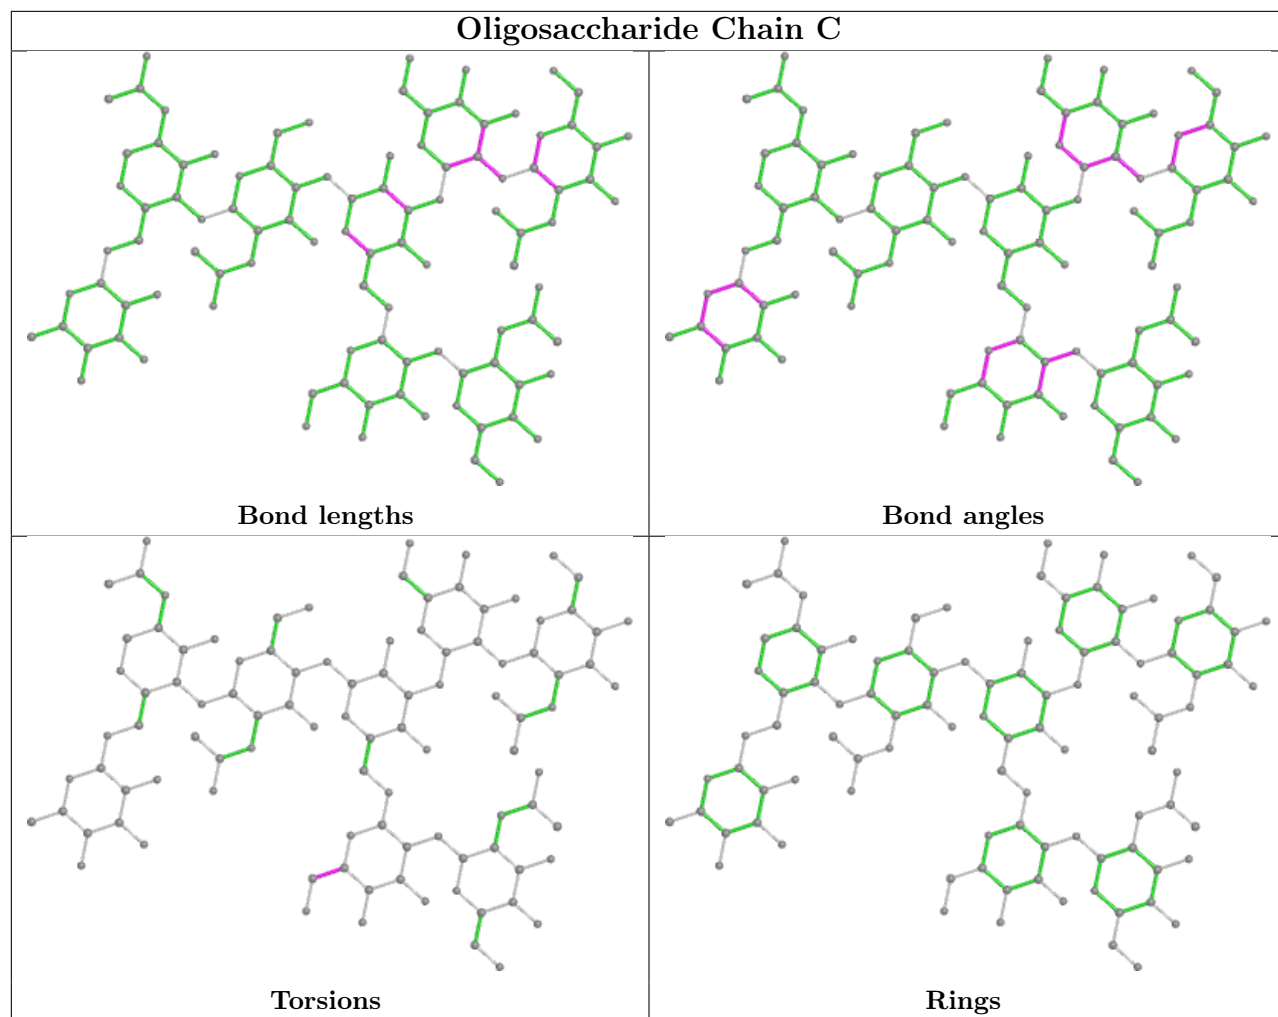 Oligosaccharide Chain C
Bond lengths
Bond angles
Torsions
Rings